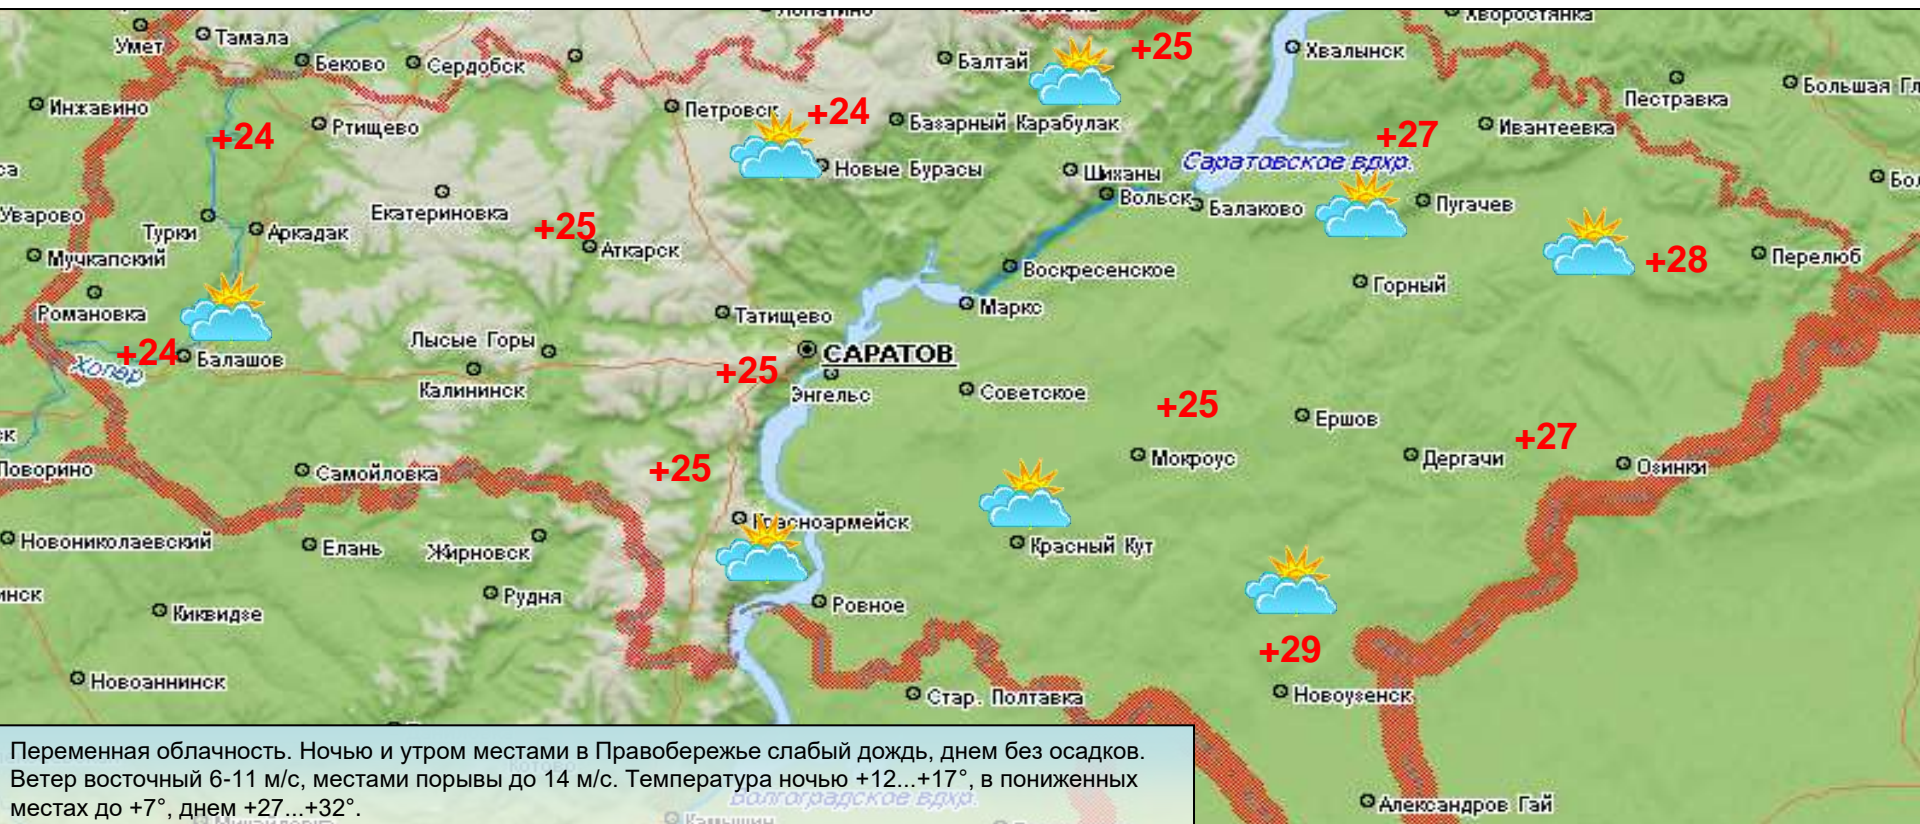 Лопатино
Хворостянка
Умет
Тамала
Беково
Сердобск
Балтай
+25
Хвалынск
Большая Гл
Пестравка
Инжавино
Ртищево
+24
Петровск
+24
Базарный Карабулак
+27
Ивантеевка
Новые Бурасы
Шиханы
Саратовское вдхр.
Вольск
Балаково
Пугачев
Уварово
Екатериновка
Турки
Аркадак
+25
Аткарск
Мучкапский
Воскресенское
Горный
+28
Перелюб
Романовка
Татищево
Маркс
Лысые Горы
+24
Балашов
Хопер
САРАТОВ
+25
Энгельс
Калининск
Советское
+25
Ершов
+27
Поворино
Самойловка
+25
Мокроус
Дергачи
Озинки
Красноармейск
Новониколаевский
Елань
Жирновск
Красный Кут
Рудня
Ровное
Киквидзе
+29
Новоаннинск
Стар. Полтавка
Новоузенск
Переменная облачность. Ночью и утром местами в Правобережье слабый дождь, днем без осадков.
Ветер восточный 6-11 м/с, местами порывы до 14 м/с. Температура ночью +12...+17°, в пониженных
местах до +7°, днем +27...+32°.
Волгоградское вдхр.
Александров Гай
Камышин